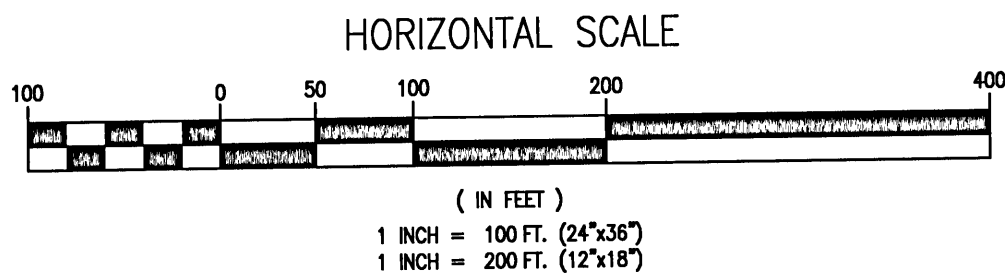 HORIZONTAL SCALE
100 0 50 100 200 400
( IN FEET )
1 INCH = 100 FT. (24"x36")
1 INCH = 200 FT. (12"x18")